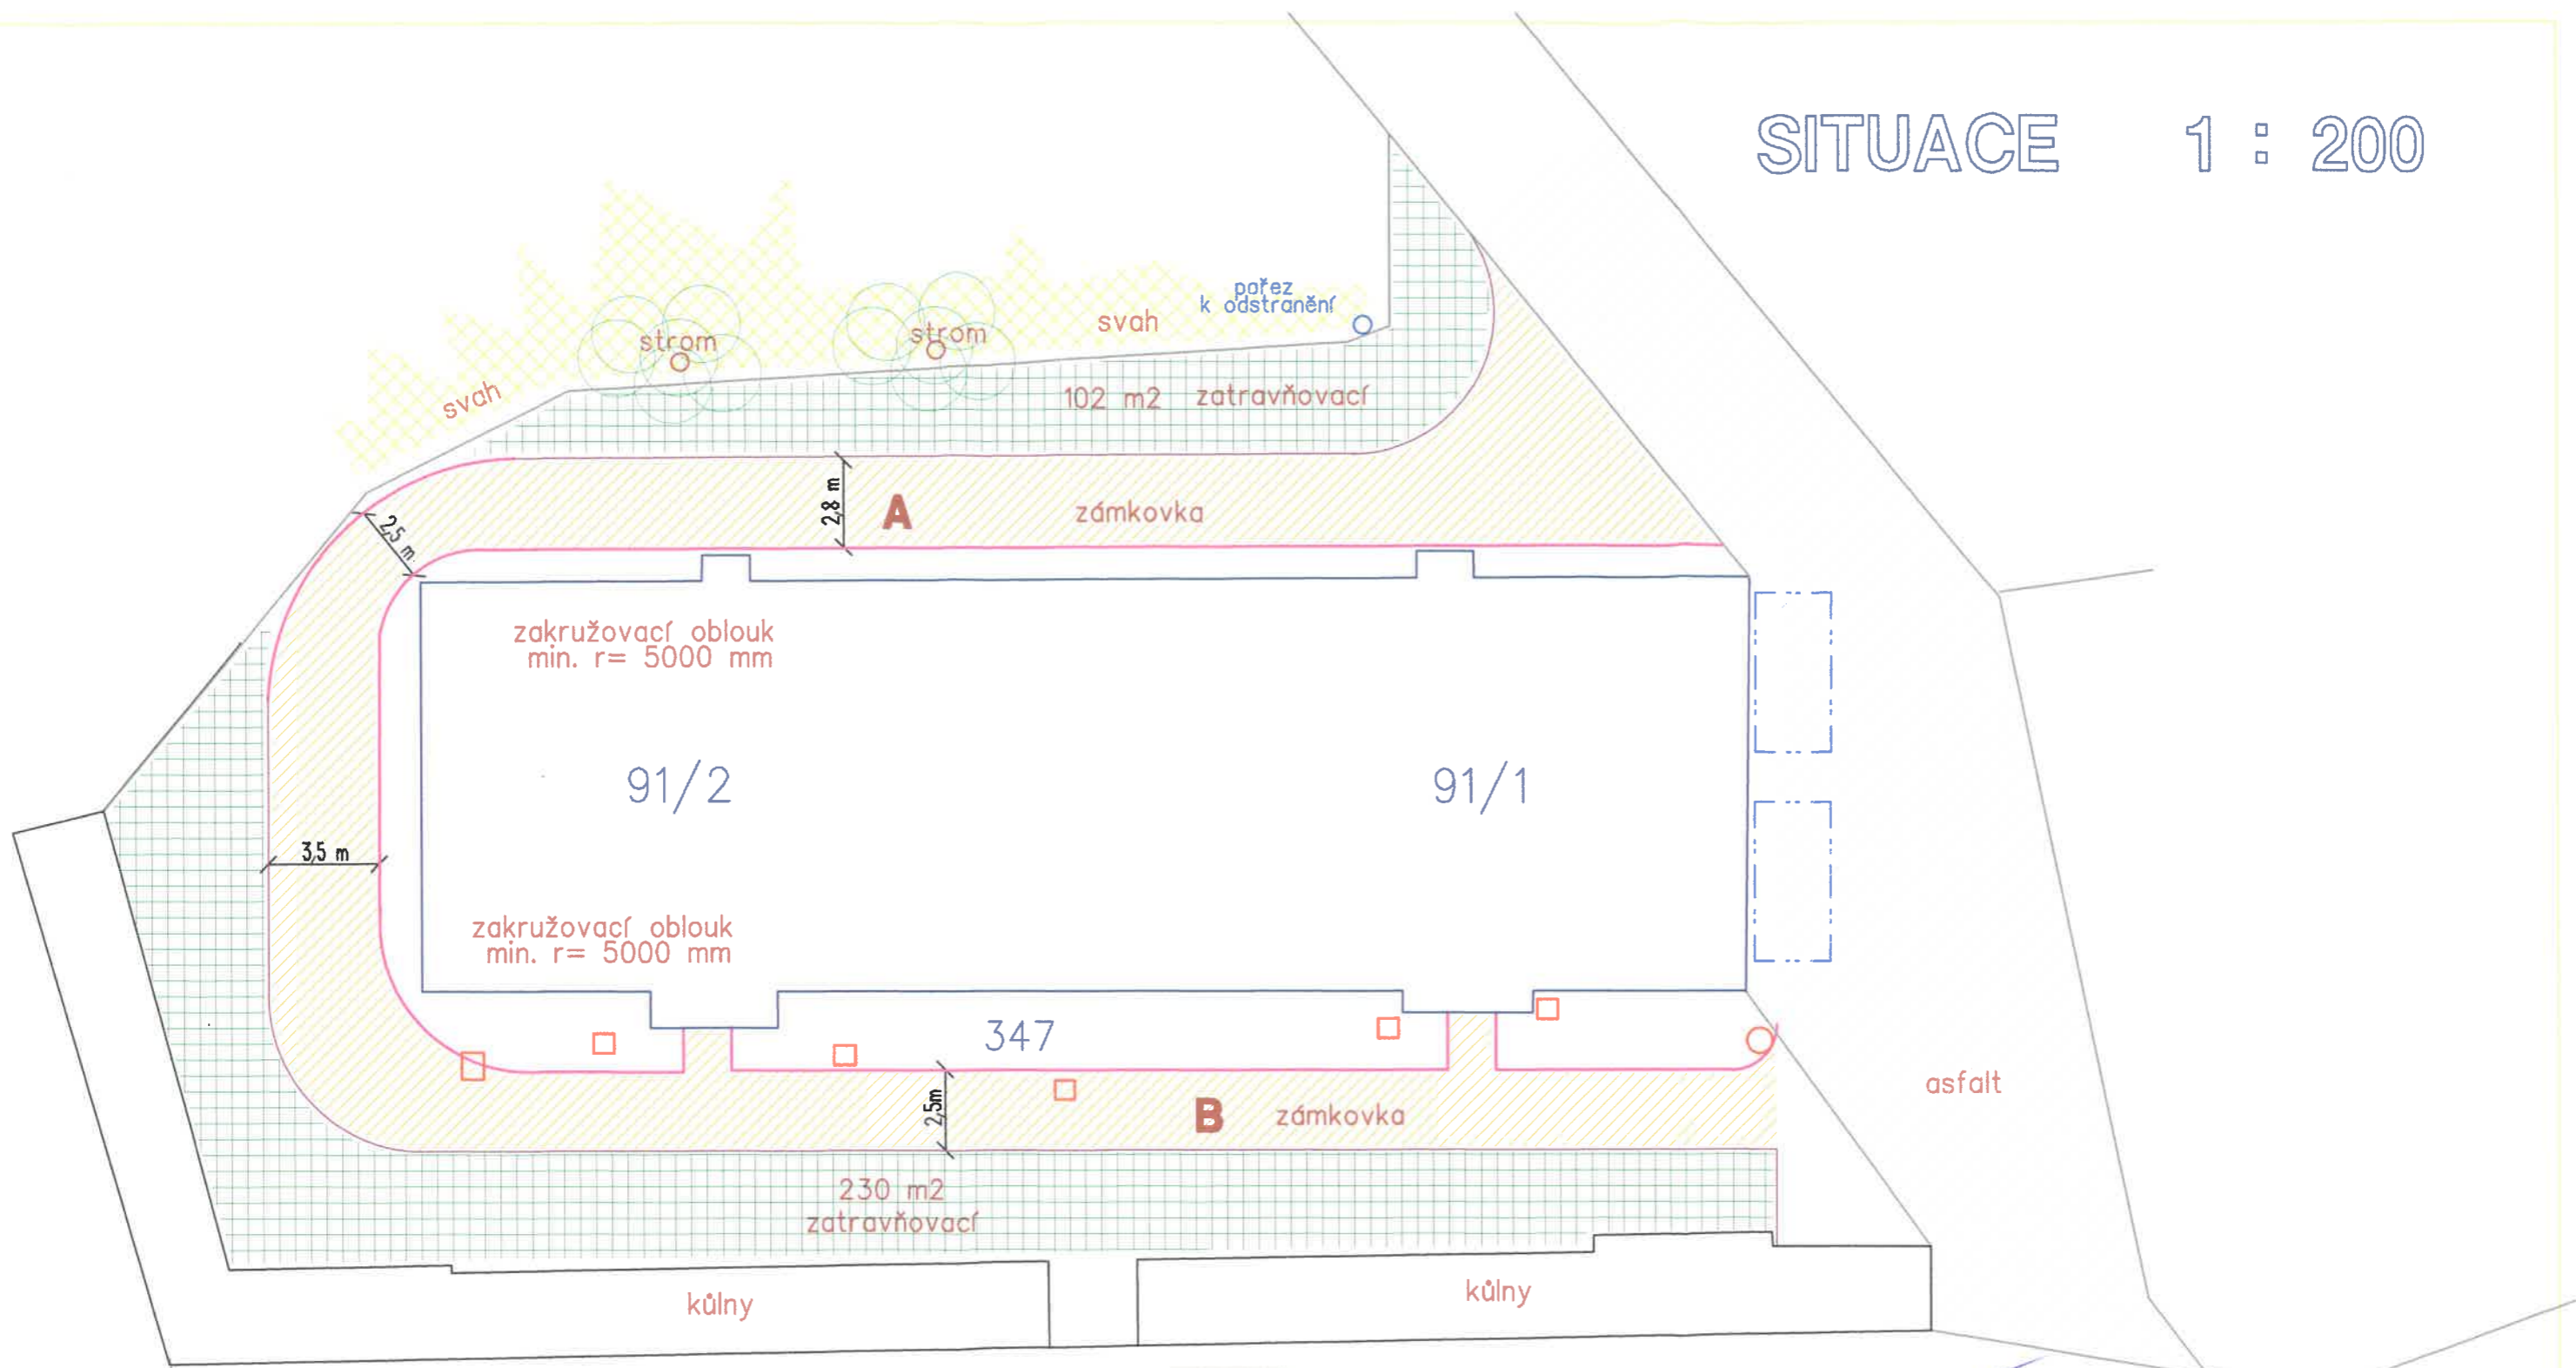 SITUACE 1 : 200
pařez
k odstranění
strom
strom
svah
svah
102 m2 zatravňovací
2,8 m
A
zámkovka
2,5 m
zakružovací oblouk
min. r= 5000 mm
91/2
91/1
3,5 m
zakružovací oblouk
min. r= 5000 mm
347
asfalt
2,5m
B
zámkovka
230 m2
zatravňovací
kůlny
kůlny